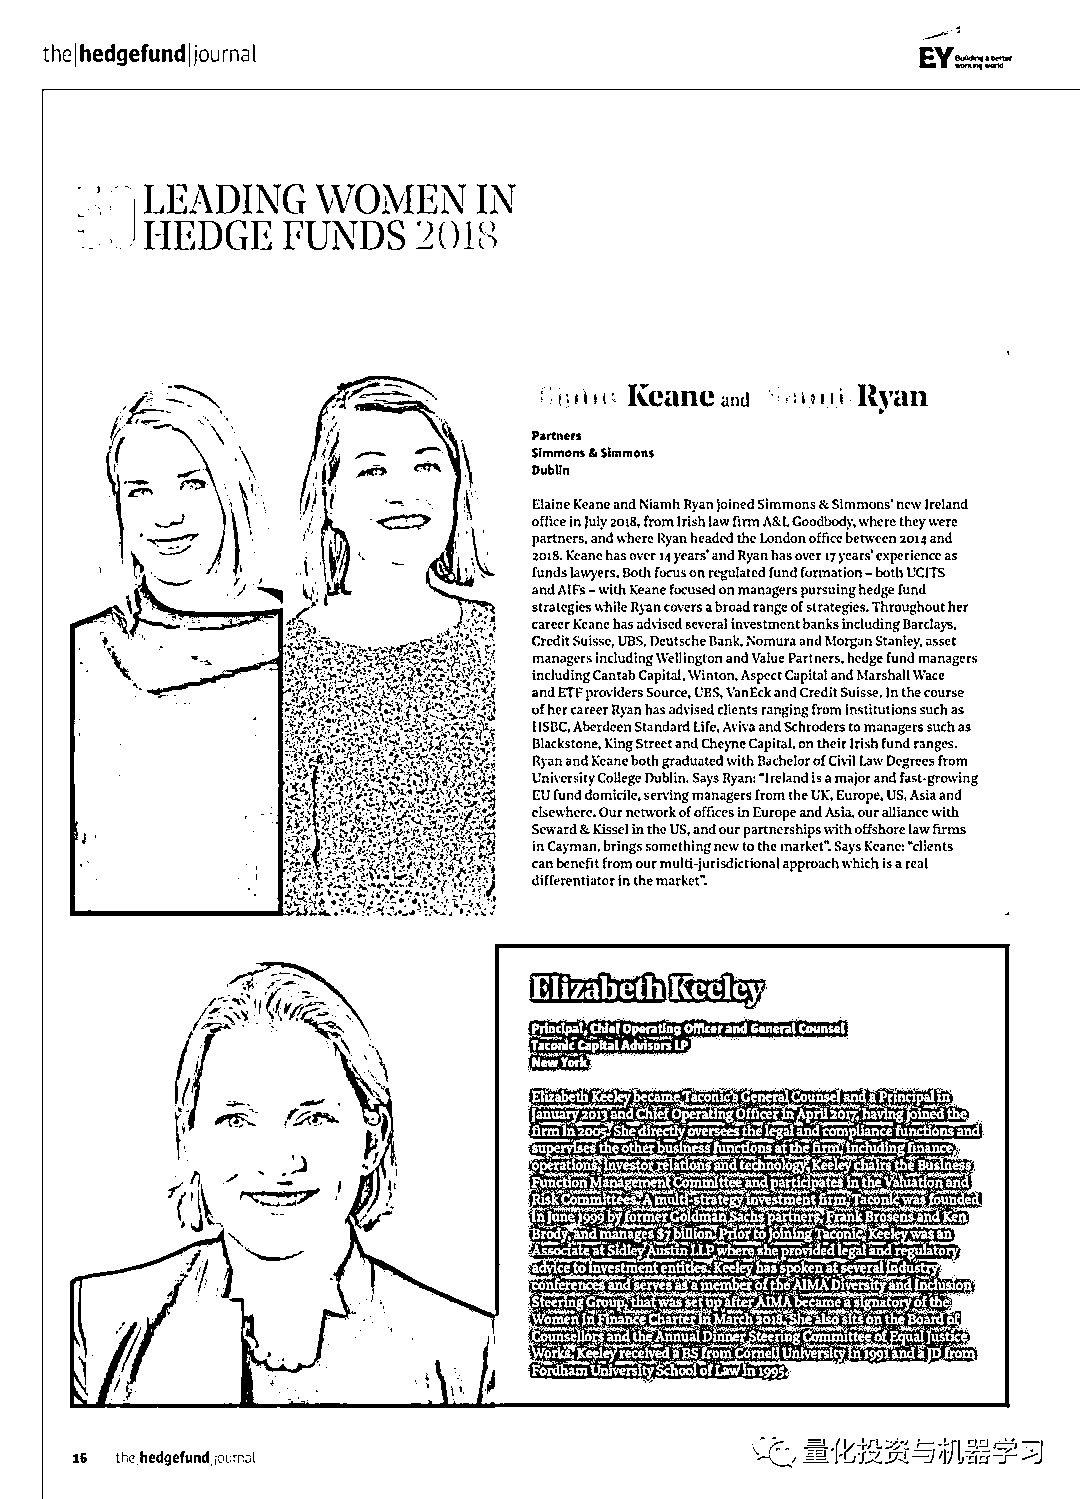 the|hedgefund|journal
EY Building a better
working world
50 LEADING WOMEN IN
HEDGE FUNDS 2018
Elaine Keane and Niamh Ryan
Partners
Simmons & Simmons
Dublin
Elaine Keane and Niamh Ryan joined Simmons & Simmons' new Ireland
office in July 2018, from Irish law firm A&L Goodbody, where they were
partners, and where Ryan headed the London office between 2014 and
2018. Keane has over 14 years' and Ryan has over 17 years' experience as
funds lawyers. Both focus on regulated fund formation – both UCITS
and AIFs – with Keane focused on managers pursuing hedge fund
strategies while Ryan covers a broad range of strategies. Throughout her
career Keane has advised several investment banks including Barclays,
Credit Suisse, UBS, Deutsche Bank, Nomura and Morgan Stanley, asset
managers including Wellington and Value Partners, hedge fund managers
including Cantab Capital, Winton, Aspect Capital and Marshall Wace
and ETF providers Source, UBS, VanEck and Credit Suisse. In the course
of her career Ryan has advised clients ranging from institutions such as
HSBC, Aberdeen Standard Life, Aviva and Schroders to managers such as
Blackstone, King Street and Cheyne Capital, on their Irish fund ranges.
Ryan and Keane both graduated with Bachelor of Civil Law Degrees from
University College Dublin. Says Ryan: "Ireland is a major and fast-growing
EU fund domicile, serving managers from the UK, Europe, US, Asia and
elsewhere. Our network of offices in Europe and Asia, our alliance with
Seward & Kissel in the US, and our partnerships with offshore law firms
in Cayman, brings something new to the market". Says Keane: "clients
can benefit from our multi-jurisdictional approach which is a real
differentiator in the market".
Elizabeth Keeley
Principal, Chief Operating Officer and General Counsel
Taconic Capital Advisors LP
New York
Elizabeth Keeley became Taconic's General Counsel and a Principal in
January 2013 and Chief Operating Officer in April 2017, having joined the
firm in 2005. She directly oversees the legal and compliance functions and
supervises the other business functions at the firm, including finance,
operations, investor relations and technology. Keeley chairs the Business
Function Management Committee and participates in the Valuation and
Risk Committees. A multi-strategy investment firm, Taconic was founded
in June 1999 by former Goldman Sachs partners, Frank Brosens and Ken
Brody, and manages $7 billion. Prior to joining Taconic, Keeley was an
Associate at Sidley Austin LLP where she provided legal and regulatory
advice to investment entities. Keeley has spoken at several industry
conferences and serves as a member of the AIMA Diversity and Inclusion
Steering Group, that was set up after AIMA became a signatory of the
Women in Finance Charter in March 2018. She also sits on the Board of
Counsellors and the Annual Dinner Steering Committee of Equal Justice
Works. Keeley received a BS from Cornell University in 1991 and a JD from
Fordham University School of Law in 1995.
16 the|hedgefund|journal
量化投资与机器学习